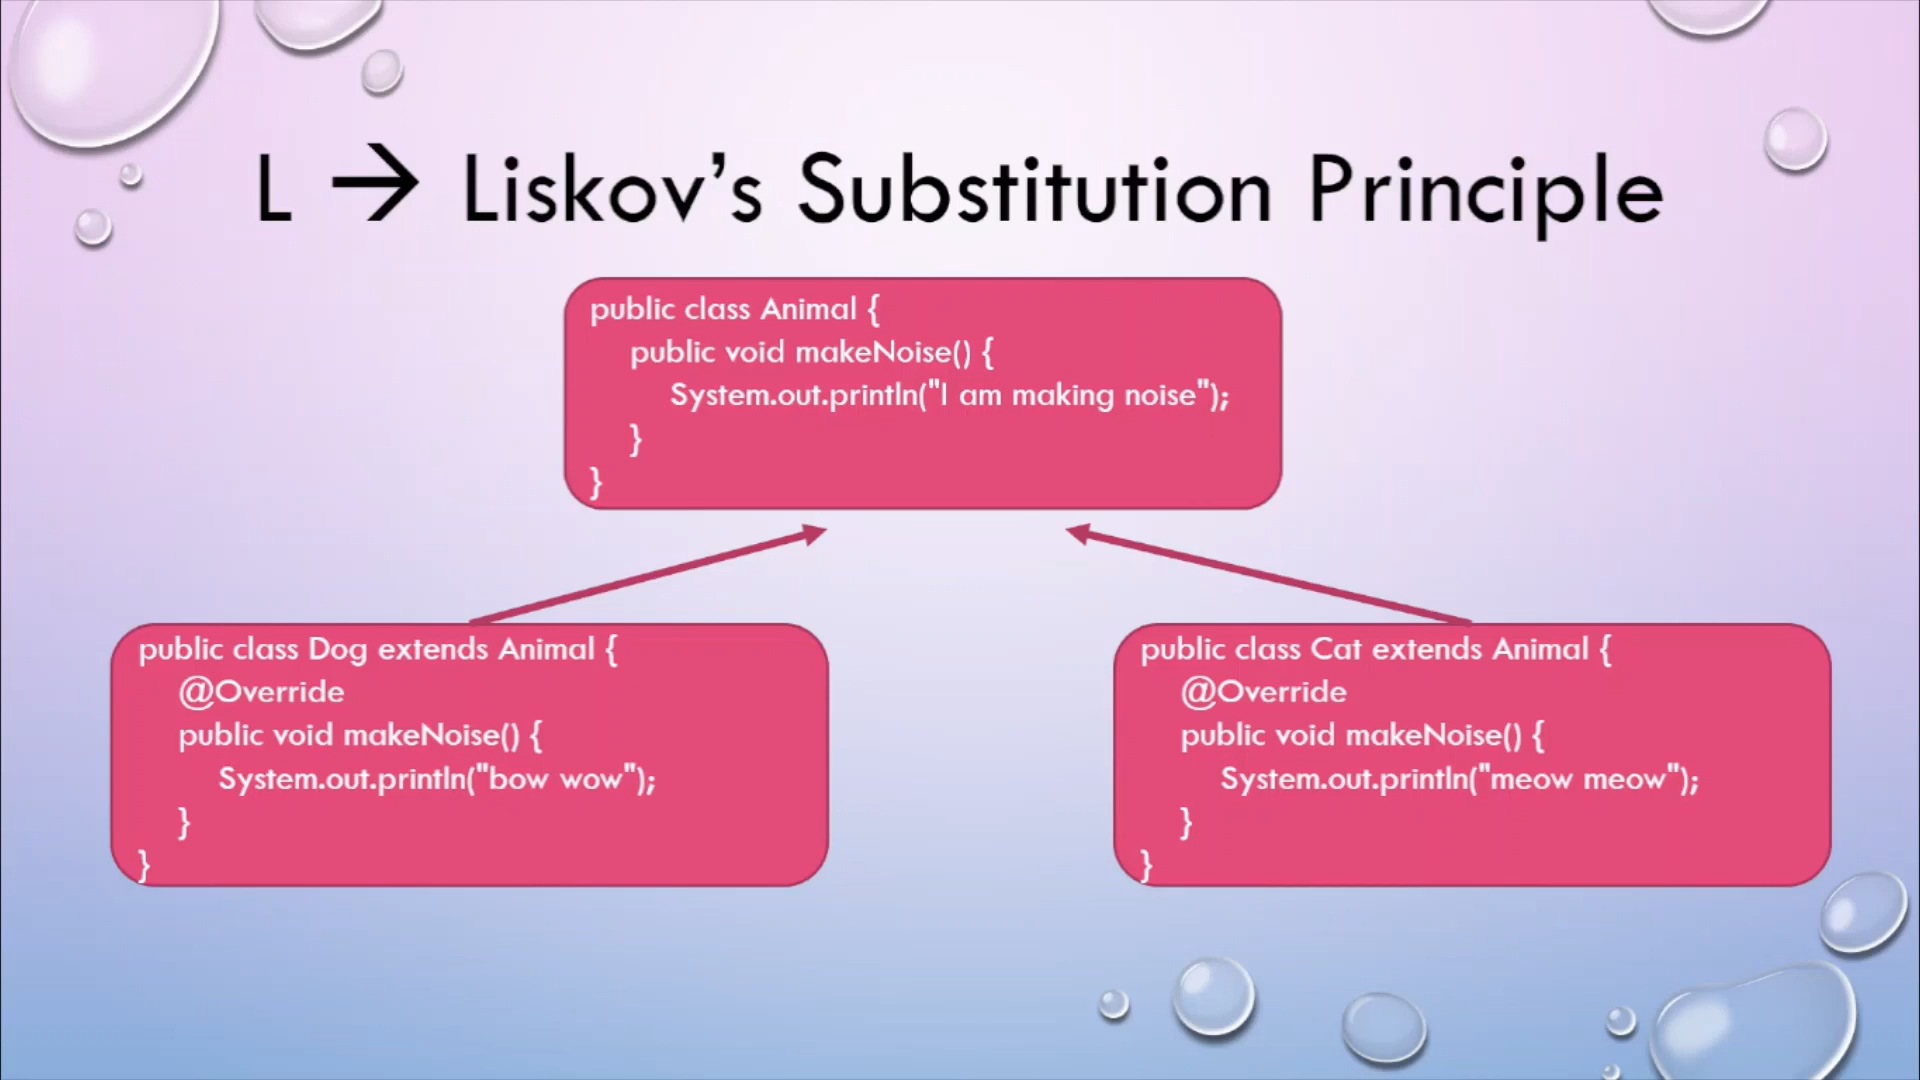 L → Liskov’s Substitution Principle
public class Animal {
public void makeNoise() {
System.out.println("I am making noise");
}
}
public class Dog extends Animal {
@Override
public void makeNoise() {
System.out.println("bow wow");
}
}
public class Cat extends Animal {
@Override
public void makeNoise() {
System.out.println("meow meow");
}
}